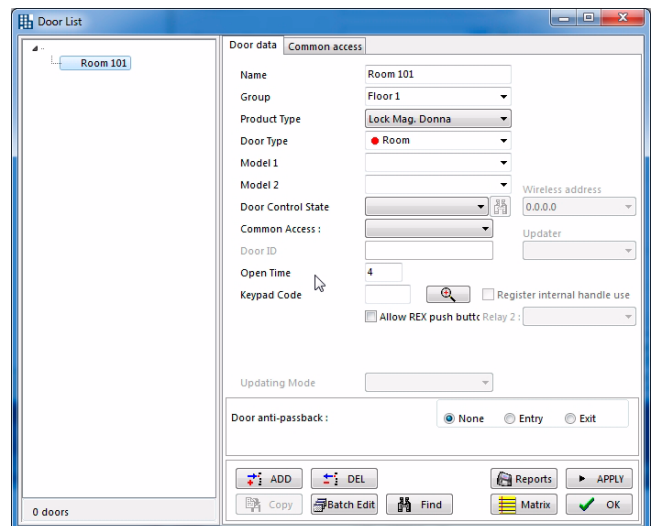 Door List
Room 101
0 doors
Door data Common access
Name Room 101
Group Floor 1
Product Type Lock Mag. Donna
Door Type Room
Model 1
Model 2
Wireless address
Door Control State 0.0.0.0
Common Access :
Updater
Door ID
Open Time 4
Keypad Code Register internal handle use
Allow REX push butto Relay 2 :
Updating Mode
Door anti-passback : None Entry Exit
ADD DEL Reports APPLY
Copy Batch Edit Find Matrix OK